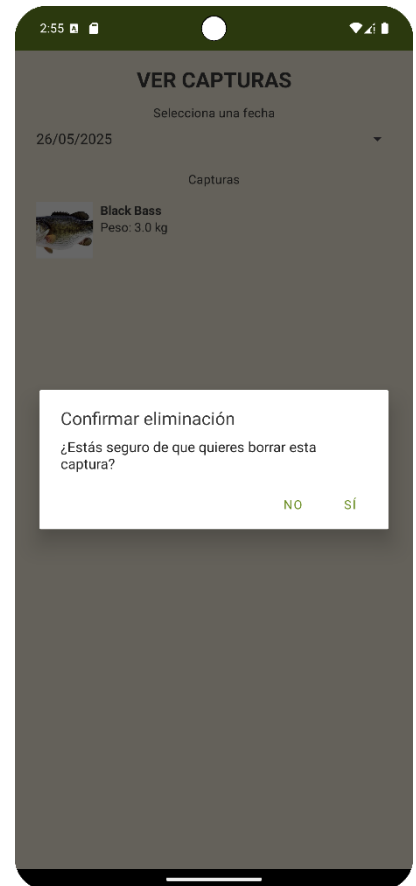 2:55
VER CAPTURAS
Selecciona una fecha
26/05/2025
Capturas
Black Bass
Peso: 3.0 kg
Confirmar eliminación
¿Estás seguro de que quieres borrar esta
captura?
NO SÍ